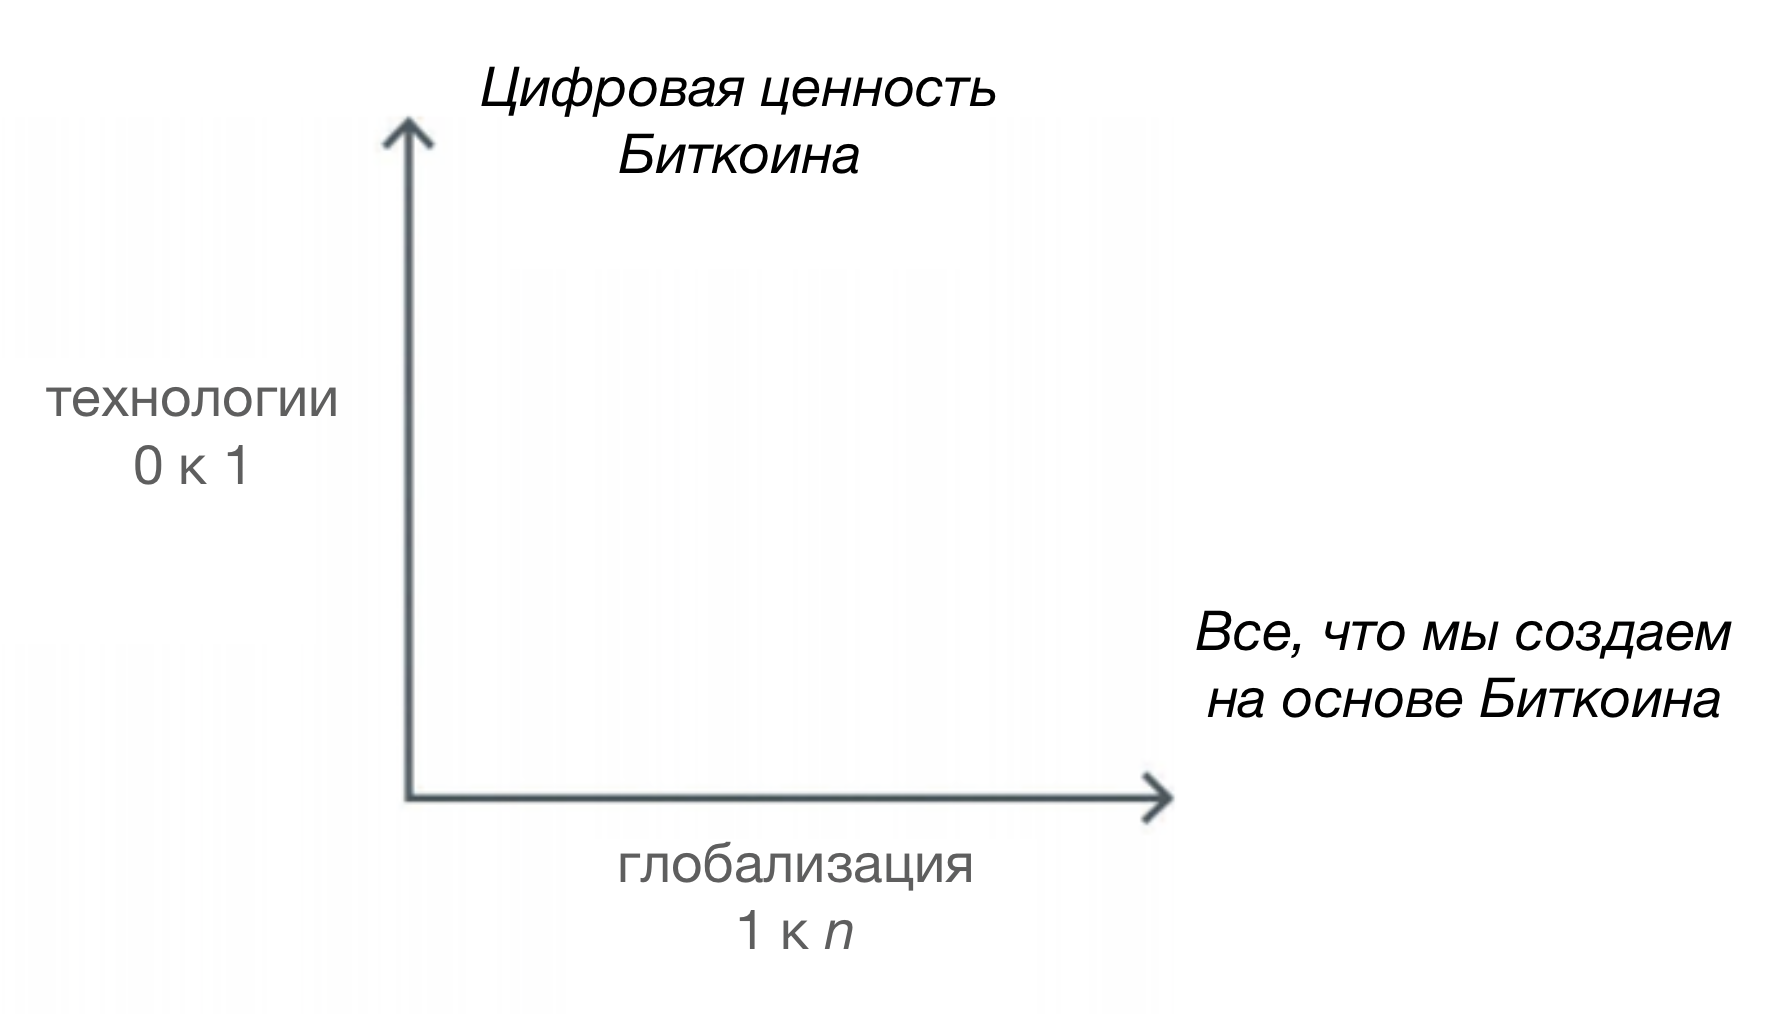 Цифровая ценность
Биткоина
технологии
0 к 1
Все, что мы создаем
на основе Биткоина
глобализация
1 к n